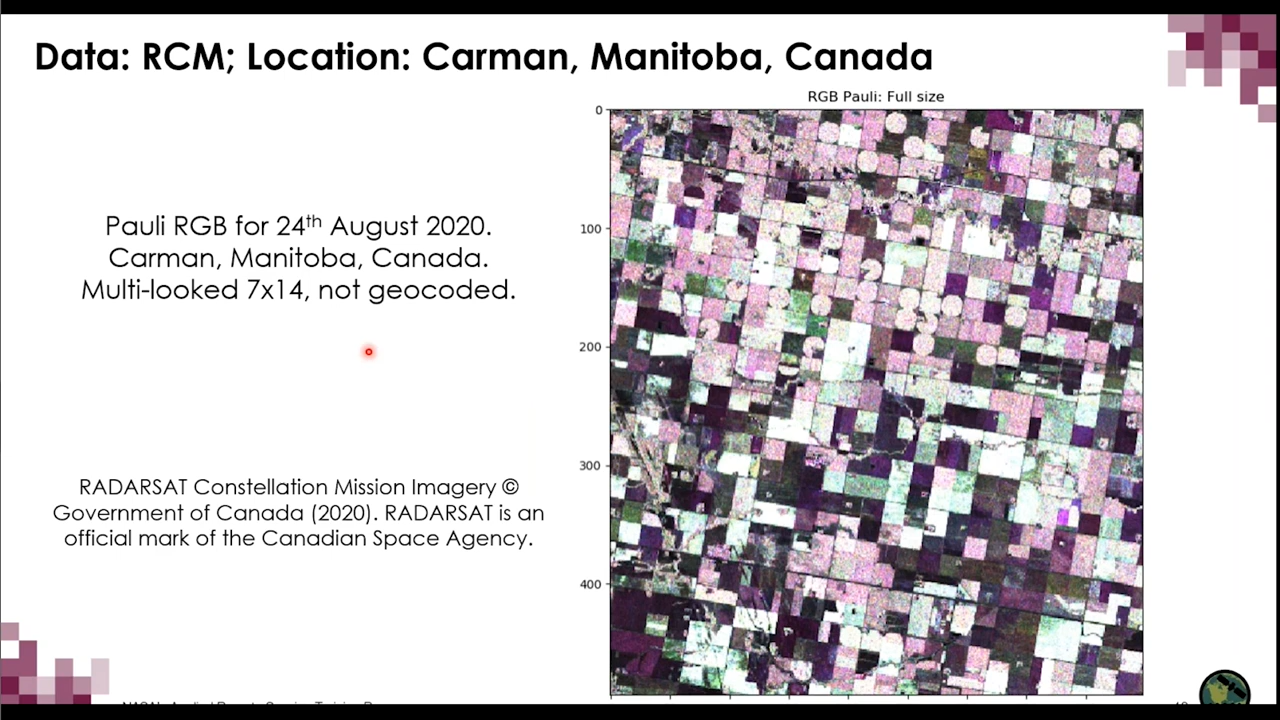 Data: RCM; Location: Carman, Manitoba, Canada
RGB Pauli: Full size
0
100
200
300
400
Pauli RGB for 24th August 2020.
Carman, Manitoba, Canada.
Multi-looked 7x14, not geocoded.
RADARSAT Constellation Mission Imagery ©
Government of Canada (2020). RADARSAT is an
official mark of the Canadian Space Agency.